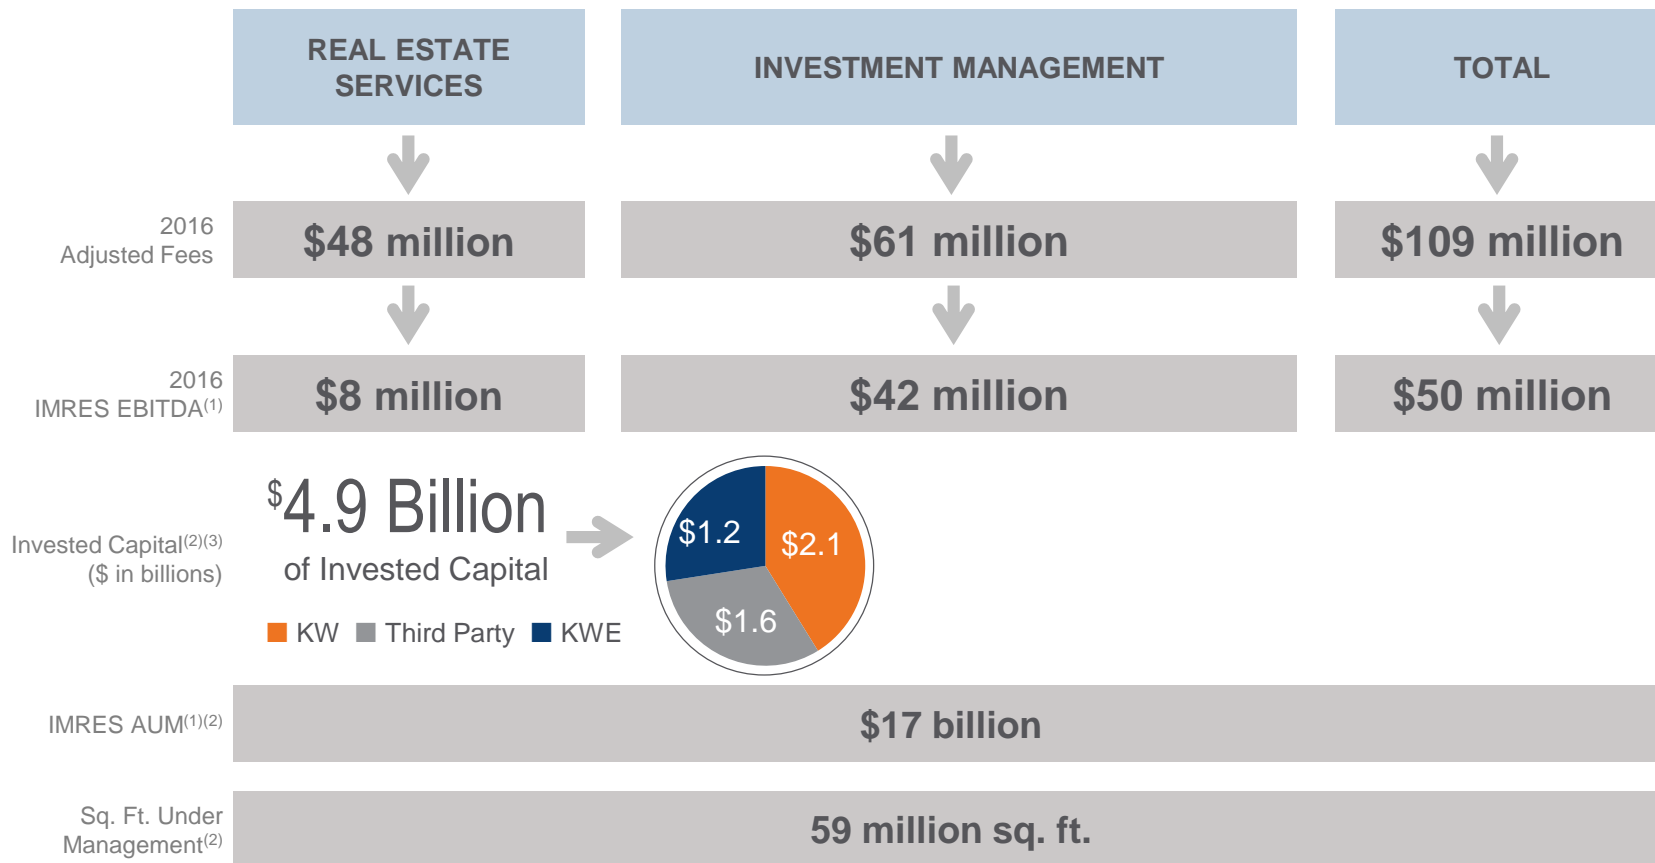 REAL ESTATE
SERVICES
INVESTMENT MANAGEMENT
TOTAL
2016
Adjusted Fees
$48 million
$61 million
$109 million
2016
IMRES EBITDA(1)
$8 million
$42 million
$50 million
Invested Capital(2)(3)
($ in billions)
$4.9 Billion
of Invested Capital
KW
Third Party
KWE
$1.2
$2.1
$1.6
IMRES AUM(1)(2)
$17 billion
Sq. Ft. Under
Management(2)
59 million sq. ft.